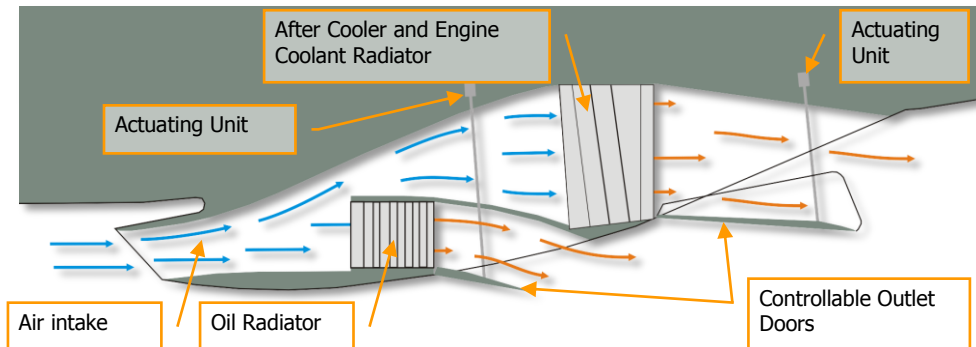 After Cooler and Engine
Coolant Radiator
Actuating
Unit
Actuating Unit
Air intake
Oil Radiator
Controllable Outlet
Doors